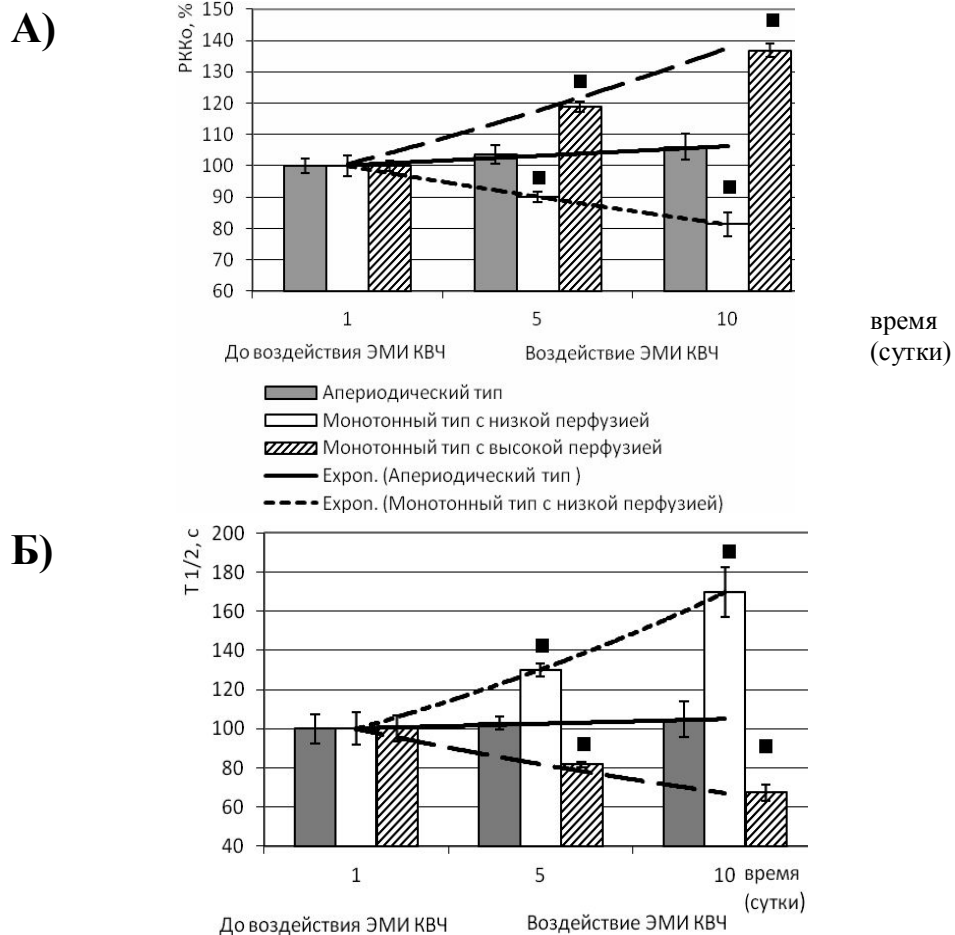 А)
РККо, %
150
140
130
120
110
100
90
80
70
60
1
5
10
время
(сутки)
До воздействия ЭМИ КВЧ
Воздействие ЭМИ КВЧ
Апериодический тип
Монотонный тип с низкой перфузией
Монотонный тип с высокой перфузией
Expon. (Апериодический тип )
Expon. (Монотонный тип с низкой перфузией)
Б)
Т 1/2, с
200
180
160
140
120
100
80
60
40
1
5
10
время
(сутки)
До воздействия ЭМИ КВЧ
Воздействие ЭМИ КВЧ